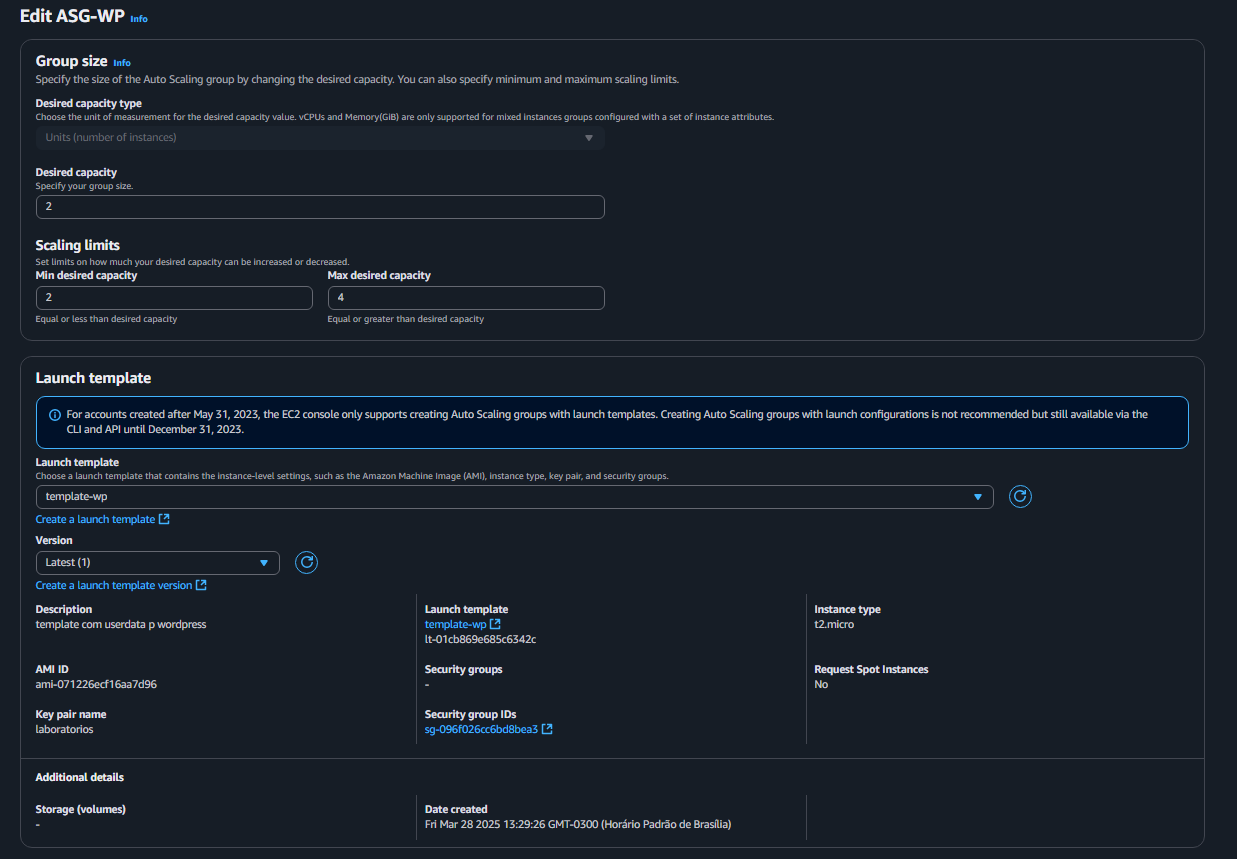 Edit ASG-WP Info
Group size Info
Specify the size of the Auto Scaling group by changing the desired capacity. You can also specify minimum and maximum scaling limits.
Desired capacity type
Choose the unit of measurement for the desired capacity value. vCPUs and Memory(GiB) are only supported for mixed instances groups configured with a set of instance attributes.
Units (number of instances)
Desired capacity
Specify your group size.
2
Scaling limits
Set limits on how much your desired capacity can be increased or decreased.
Min desired capacity
Max desired capacity
2
4
Equal or less than desired capacity
Equal or greater than desired capacity
Launch template
For accounts created after May 31, 2023, the EC2 console only supports creating Auto Scaling groups with launch templates. Creating Auto Scaling groups with launch configurations is not recommended but still available via the
CLI and API until December 31, 2023.
Launch template
Choose a launch template that contains the instance-level settings, such as the Amazon Machine Image (AMI), instance type, key pair, and security groups.
template-wp
Create a launch template
Version
Latest (1)
Create a launch template version
Description
template com userdata p wordpress
Launch template
template-wp
lt-01cb869e685c6342c
Instance type
t2.micro
AMI ID
ami-071226ecf16aa7d96
Security groups
-
Request Spot Instances
No
Key pair name
laboratorios
Security group IDs
sg-096f026cc6bd8bea3
Additional details
Storage (volumes)
-
Date created
Fri Mar 28 2025 13:29:26 GMT-0300 (Horário Padrão de Brasília)